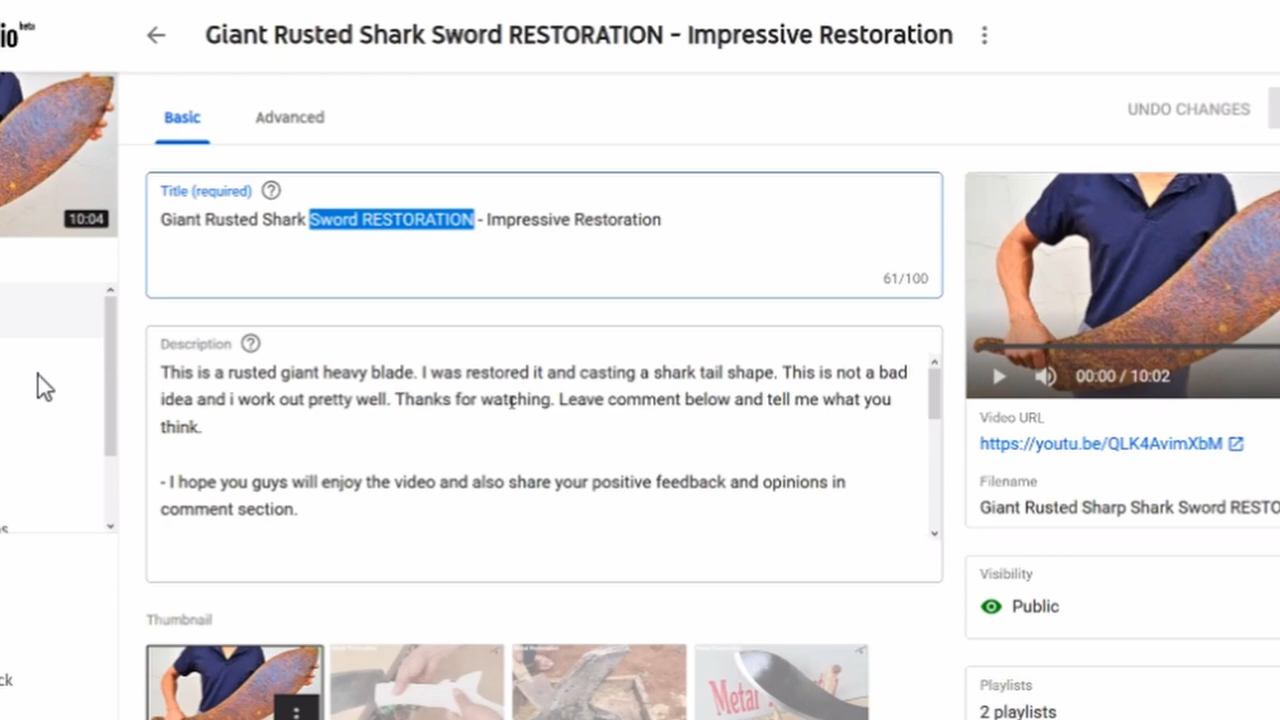 io beta
Giant Rusted Shark Sword RESTORATION - Impressive Restoration
Basic
Advanced
UNDO CHANGES
10:04
Title (required)
Giant Rusted Shark Sword RESTORATION - Impressive Restoration
61/100
Description
This is a rusted giant heavy blade. I was restored it and casting a shark tail shape. This is not a bad
idea and i work out pretty well. Thanks for watching. Leave comment below and tell me what you
think.
- I hope you guys will enjoy the video and also share your positive feedback and opinions in
comment section.
00:00 / 10:02
Video URL
https://youtu.be/QLK4AvimXbM
Filename
Giant Rusted Sharp Shark Sword RESTO
Visibility
Public
Thumbnail
Metal
Playlists
2 playlists
ck